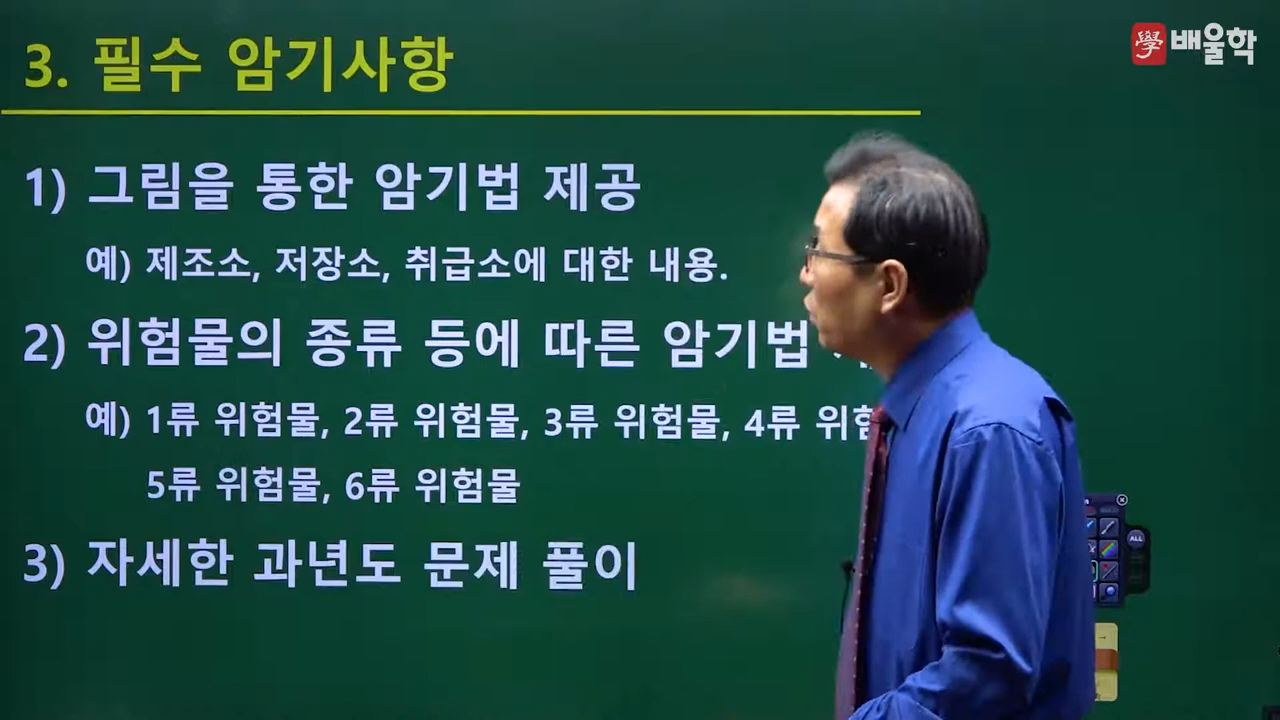 3. 필수 암기사항
學 배울학
1) 그림을 통한 암기법 제공
예) 제조소, 저장소, 취급소에 대한 내용.
2) 위험물의 종류 등에 따른 암기법
예) 1류 위험물, 2류 위험물, 3류 위험물, 4류
5류 위험물, 6류 위험물
ALL
3) 자세한 과년도 문제 풀이